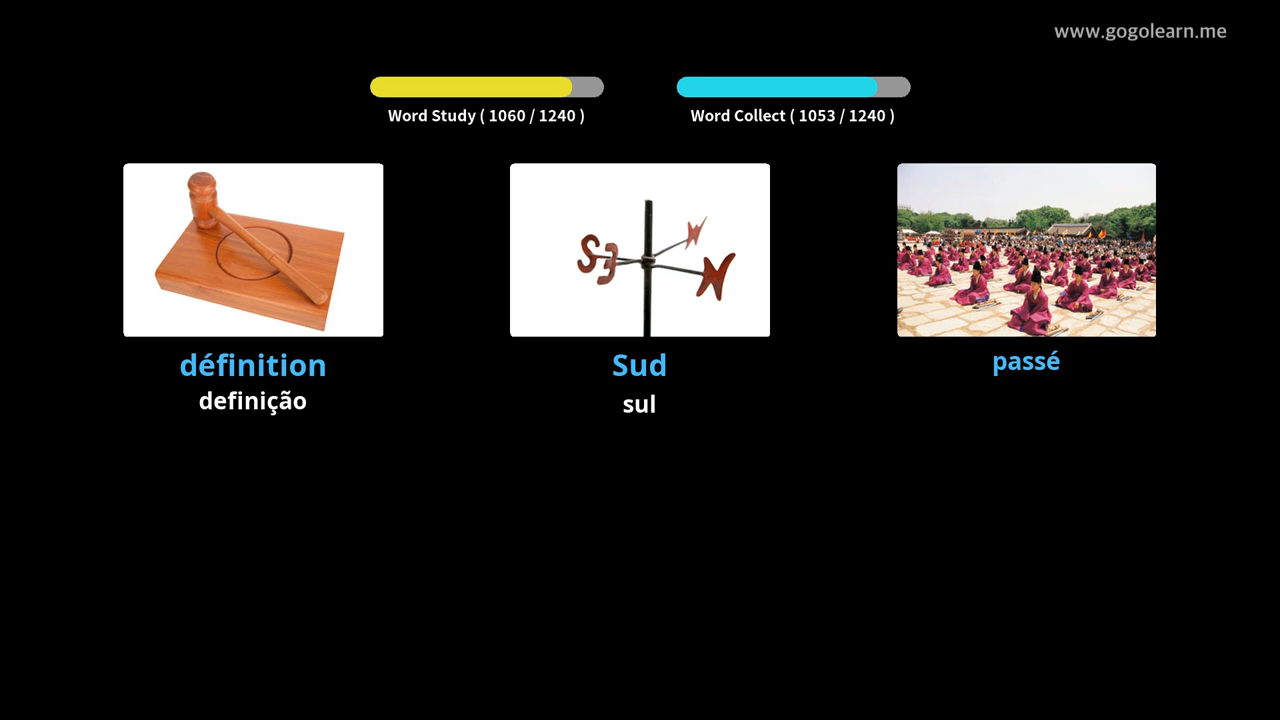 www.gogolearn.me
Word Study ( 1060 / 1240 )
Word Collect ( 1053 / 1240 )
définition
definição
Sud
sul
passé